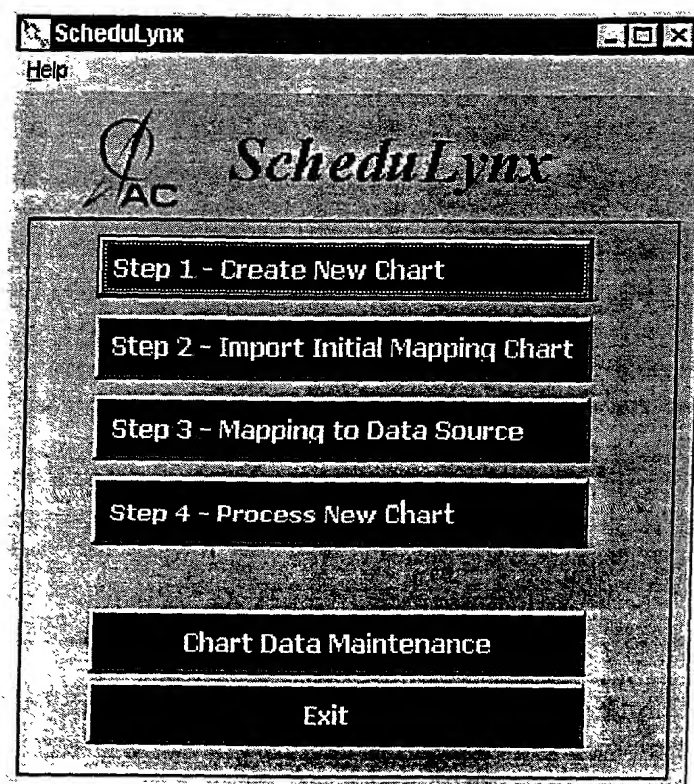 ScheduLynx
Help
AC
ScheduLynx
Step 1 - Create New Chart
Step 2 - Import Initial Mapping Chart
Step 3 - Mapping to Data Source
Step 4 - Process New Chart
Chart Data Maintenance
Exit